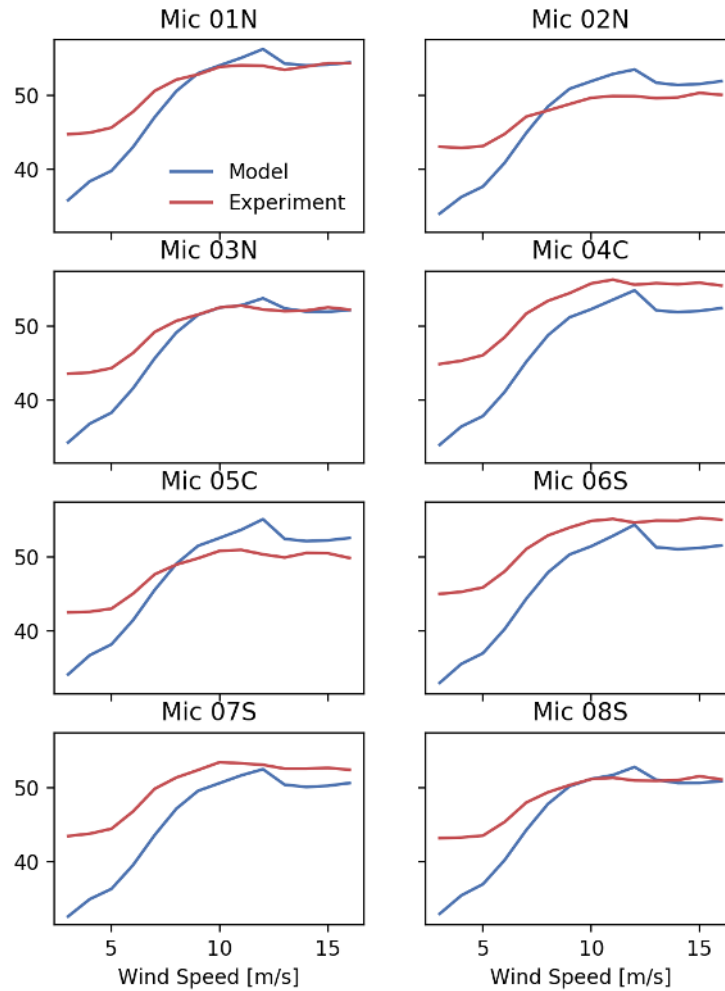 Mic 01N
Mic 02N
50
40
Model
Experiment
Mic 03N
Mic 04C
50
40
Mic 05C
Mic 06S
50
40
Mic 07S
Mic 08S
50
40
5 10 15
5 10 15
Wind Speed [m/s]
Wind Speed [m/s]